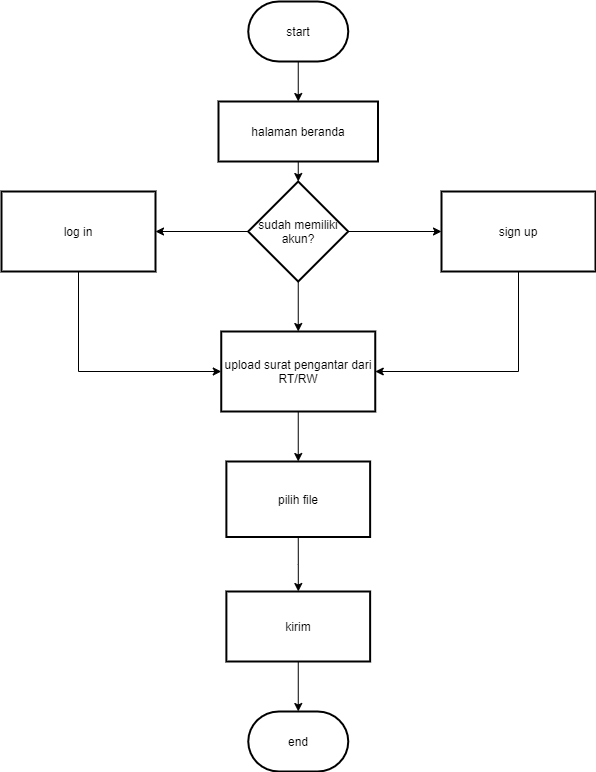 start
halaman beranda
log in
sudah memiliki
akun?
sign up
upload surat pengantar dari
RT/RW
pilih file
kirim
end